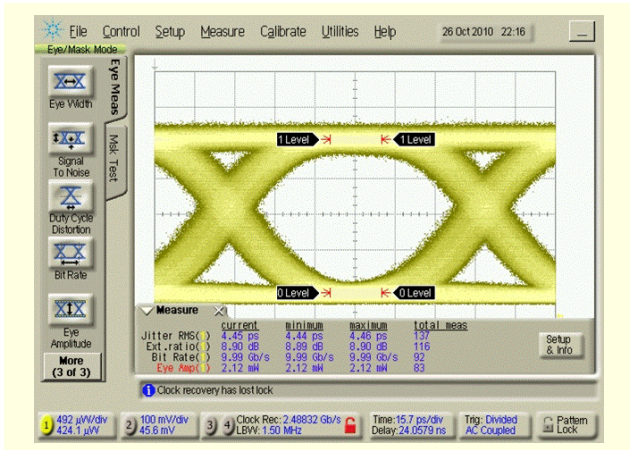 File Control Setup Measure Calibrate Utilities Help 26 Oct 2010 22:16
Eye/Mask Mode
Eye Meas
Msk Test
Eye Width
Signal
To Noise
Duty Cycle
Distortion
Bit Rate
Eye
Amplitude
More
(3 of 3)
1 Level 1 Level
0 Level 0 Level
Measure
current minimum maximum total meas
Jitter RMS( ) 4.45 ps 4.44 ps 4.46 ps 137
Ext.ratio( ) 8.90 dB 8.89 dB 8.90 dB 116
Bit Rate( ) 9.99 Gb/s 9.99 Gb/s 9.99 Gb/s 92
Eye Amp( ) 2.12 mW 2.12 mW 2.12 mW 83
Setup
& Info
Clock recovery has lost lock
1) 492 µW/div
424.1 µW
2) 100 mV/div
45.6 mV
3) 4) Clock Rec: 2.48832 Gb/s
LBW: 1.50 MHz
Time:15.7 ps/div
Delay:24.0579 ns
Trig: Divided
AC Coupled
Pattern
Lock